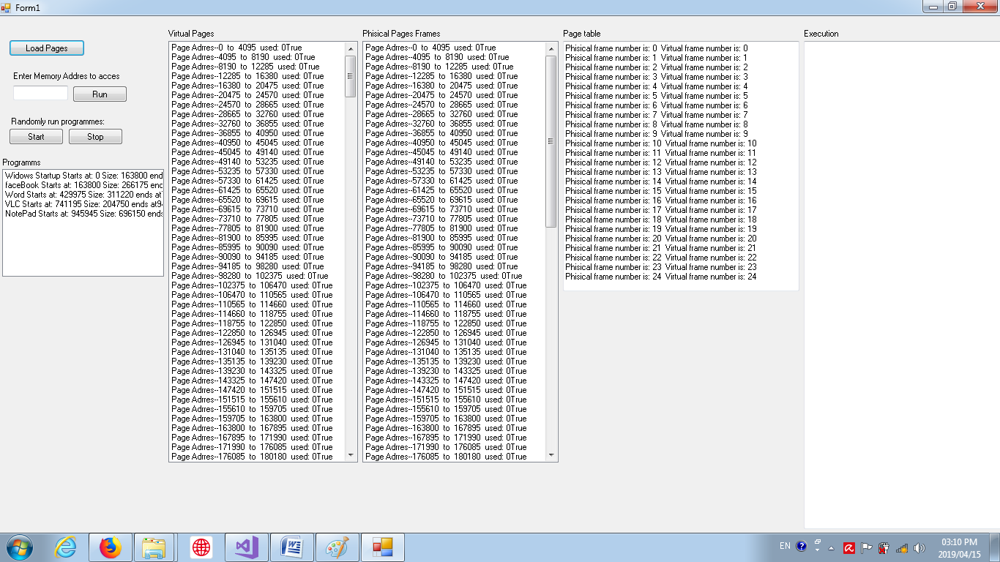 Form1
Load Pages
Enter Memory Addres to acces
Run
Randomly run programmes:
Start Stop
Programms
Widows Startup Starts at: 0 Size: 163800 end
faceBook Starts at: 163800 Size: 266175 enc
Word Starts at: 429975 Size: 311220 ends at
VLC Starts at: 741195 Size: 204750 ends at9
NotePad Starts at: 945945 Size: 696150 ends
Virtual Pages
Page Adrres--0 to 4095 used: 0True
Page Adrres--4095 to 8190 used: 0True
Page Adrres--8190 to 12285 used: 0True
Page Adrres--12285 to 16380 used: 0True
Page Adrres--16380 to 20475 used: 0True
Page Adrres--20475 to 24570 used: 0True
Page Adrres--24570 to 28665 used: 0True
Page Adrres--28665 to 32760 used: 0True
Page Adrres--32760 to 36855 used: 0True
Page Adrres--36855 to 40950 used: 0True
Page Adrres--40950 to 45045 used: 0True
Page Adrres--45045 to 49140 used: 0True
Page Adrres--49140 to 53235 used: 0True
Page Adrres--53235 to 57330 used: 0True
Page Adrres--57330 to 61425 used: 0True
Page Adrres--61425 to 65520 used: 0True
Page Adrres--65520 to 69615 used: 0True
Page Adrres--69615 to 73710 used: 0True
Page Adrres--73710 to 77805 used: 0True
Page Adrres--77805 to 81900 used: 0True
Page Adrres--81900 to 85995 used: 0True
Page Adrres--85995 to 90090 used: 0True
Page Adrres--90090 to 94185 used: 0True
Page Adrres--94185 to 98280 used: 0True
Page Adrres--98280 to 102375 used: 0True
Page Adrres--102375 to 106470 used: 0True
Page Adrres--106470 to 110565 used: 0True
Page Adrres--110565 to 114660 used: 0True
Page Adrres--114660 to 118755 used: 0True
Page Adrres--118755 to 122850 used: 0True
Page Adrres--122850 to 126945 used: 0True
Page Adrres--126945 to 131040 used: 0True
Page Adrres--131040 to 135135 used: 0True
Page Adrres--135135 to 139230 used: 0True
Page Adrres--139230 to 143325 used: 0True
Page Adrres--143325 to 147420 used: 0True
Page Adrres--147420 to 151515 used: 0True
Page Adrres--151515 to 155610 used: 0True
Page Adrres--155610 to 159705 used: 0True
Page Adrres--159705 to 163800 used: 0True
Page Adrres--163800 to 167895 used: 0True
Page Adrres--167895 to 171990 used: 0True
Page Adrres--171990 to 176085 used: 0True
Page Adrres--176085 to 180180 used: 0True
Phisical Pages Frames
Page Adrres--0 to 4095 used: 0True
Page Adrres--4095 to 8190 used: 0True
Page Adrres--8190 to 12285 used: 0True
Page Adrres--12285 to 16380 used: 0True
Page Adrres--16380 to 20475 used: 0True
Page Adrres--20475 to 24570 used: 0True
Page Adrres--24570 to 28665 used: 0True
Page Adrres--28665 to 32760 used: 0True
Page Adrres--32760 to 36855 used: 0True
Page Adrres--36855 to 40950 used: 0True
Page Adrres--40950 to 45045 used: 0True
Page Adrres--45045 to 49140 used: 0True
Page Adrres--49140 to 53235 used: 0True
Page Adrres--53235 to 57330 used: 0True
Page Adrres--57330 to 61425 used: 0True
Page Adrres--61425 to 65520 used: 0True
Page Adrres--65520 to 69615 used: 0True
Page Adrres--69615 to 73710 used: 0True
Page Adrres--73710 to 77805 used: 0True
Page Adrres--77805 to 81900 used: 0True
Page Adrres--81900 to 85995 used: 0True
Page Adrres--85995 to 90090 used: 0True
Page Adrres--90090 to 94185 used: 0True
Page Adrres--94185 to 98280 used: 0True
Page Adrres--98280 to 102375 used: 0True
Page Adrres--102375 to 106470 used: 0True
Page Adrres--106470 to 110565 used: 0True
Page Adrres--110565 to 114660 used: 0True
Page Adrres--114660 to 118755 used: 0True
Page Adrres--118755 to 122850 used: 0True
Page Adrres--122850 to 126945 used: 0True
Page Adrres--126945 to 131040 used: 0True
Page Adrres--131040 to 135135 used: 0True
Page Adrres--135135 to 139230 used: 0True
Page Adrres--139230 to 143325 used: 0True
Page Adrres--143325 to 147420 used: 0True
Page Adrres--147420 to 151515 used: 0True
Page Adrres--151515 to 155610 used: 0True
Page Adrres--155610 to 159705 used: 0True
Page Adrres--159705 to 163800 used: 0True
Page Adrres--163800 to 167895 used: 0True
Page Adrres--167895 to 171990 used: 0True
Page Adrres--171990 to 176085 used: 0True
Page Adrres--176085 to 180180 used: 0True
Page table
Phisical frame number is: 0 Virtual frame number is: 0
Phisical frame number is: 1 Virtual frame number is: 1
Phisical frame number is: 2 Virtual frame number is: 2
Phisical frame number is: 3 Virtual frame number is: 3
Phisical frame number is: 4 Virtual frame number is: 4
Phisical frame number is: 5 Virtual frame number is: 5
Phisical frame number is: 6 Virtual frame number is: 6
Phisical frame number is: 7 Virtual frame number is: 7
Phisical frame number is: 8 Virtual frame number is: 8
Phisical frame number is: 9 Virtual frame number is: 9
Phisical frame number is: 10 Virtual frame number is: 10
Phisical frame number is: 11 Virtual frame number is: 11
Phisical frame number is: 12 Virtual frame number is: 12
Phisical frame number is: 13 Virtual frame number is: 13
Phisical frame number is: 14 Virtual frame number is: 14
Phisical frame number is: 15 Virtual frame number is: 15
Phisical frame number is: 16 Virtual frame number is: 16
Phisical frame number is: 17 Virtual frame number is: 17
Phisical frame number is: 18 Virtual frame number is: 18
Phisical frame number is: 19 Virtual frame number is: 19
Phisical frame number is: 20 Virtual frame number is: 20
Phisical frame number is: 21 Virtual frame number is: 21
Phisical frame number is: 22 Virtual frame number is: 22
Phisical frame number is: 23 Virtual frame number is: 23
Phisical frame number is: 24 Virtual frame number is: 24
Execution
EN
03:10 PM
2019/04/15